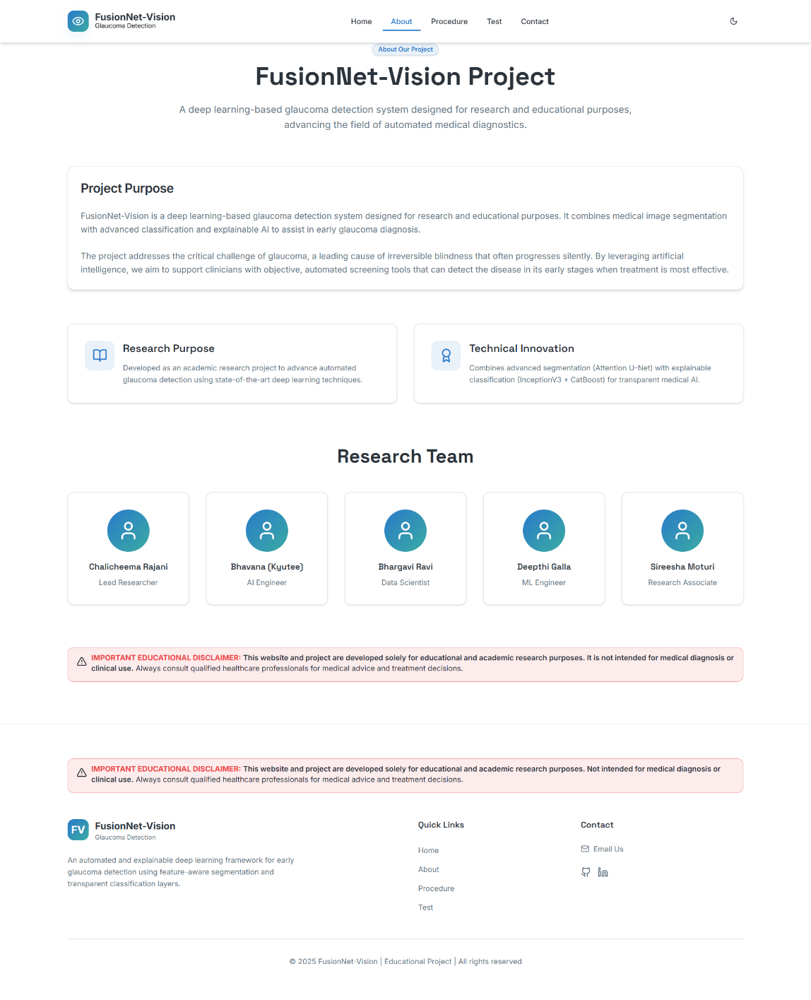 FusionNet-Vision
Glaucoma Detection
Home
About
Procedure
Test
Contact
About Our Project
FusionNet-Vision Project
A deep learning-based glaucoma detection system designed for research and educational purposes,
advancing the field of automated medical diagnostics.
Project Purpose
FusionNet-Vision is a deep learning-based glaucoma detection system designed for research and educational purposes. It combines medical image segmentation
with advanced classification and explainable AI to assist in early glaucoma diagnosis.
The project addresses the critical challenge of glaucoma, a leading cause of irreversible blindness that often progresses silently. By leveraging artificial
intelligence, we aim to support clinicians with objective, automated screening tools that can detect the disease in its early stages when treatment is most effective.
Research Purpose
Developed as an academic research project to advance automated
glaucoma detection using state-of-the-art deep learning techniques.
Technical Innovation
Combines advanced segmentation (Attention U-Net) with explainable
classification (InceptionV3 + CatBoost) for transparent medical AI.
Research Team
Chalicheema Rajani
Lead Researcher
Bhavana (Kyutee)
AI Engineer
Bhargavi Ravi
Data Scientist
Deepthi Galla
ML Engineer
Sireesha Moturi
Research Associate
IMPORTANT EDUCATIONAL DISCLAIMER: This website and project are developed solely for educational and academic research purposes. It is not intended for medical diagnosis or
clinical use. Always consult qualified healthcare professionals for medical advice and treatment decisions.
IMPORTANT EDUCATIONAL DISCLAIMER: This website and project are developed solely for educational and academic research purposes. Not intended for medical diagnosis or
clinical use. Always consult qualified healthcare professionals for medical advice and treatment decisions.
FV
FusionNet-Vision
Glaucoma Detection
An automated and explainable deep learning framework for early
glaucoma detection using feature-aware segmentation and
transparent classification layers.
Quick Links
Home
About
Procedure
Test
Contact
Email Us
© 2025 FusionNet-Vision | Educational Project | All rights reserved